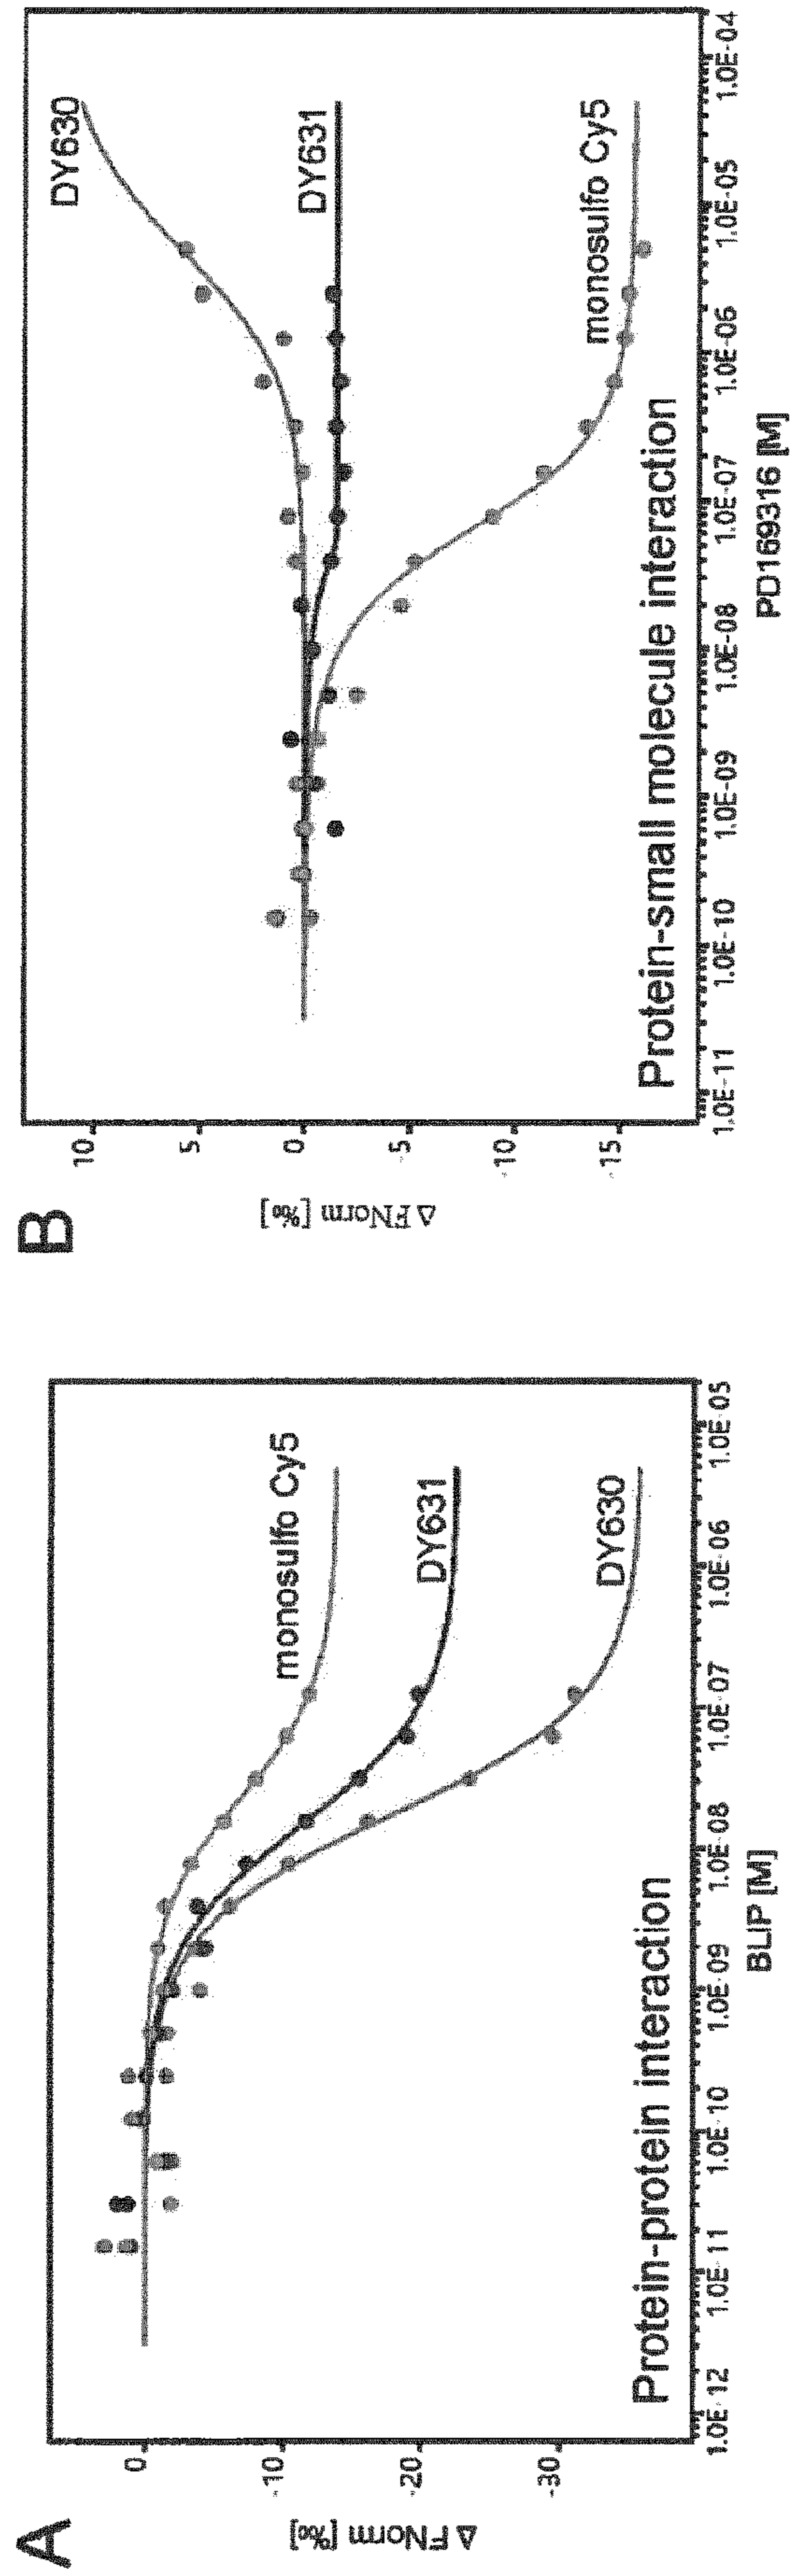 A
Δ FNorm [‰]
0
-10
-20
-30
monosulfo Cy5
DY631
DY630
Protein-protein interaction
1.0E-12
1.0E-11
1.0E-10
1.0E-09
1.0E-08
1.0E-07
1.0E-06
1.0E-05
BLIP [M]
B
Δ FNorm [‰]
10
5
0
-5
-10
-15
DY630
DY631
monosulfo Cy5
Protein-small molecule interaction
1.0E-11
1.0E-10
1.0E-09
1.0E-08
1.0E-07
1.0E-06
1.0E-05
1.0E-04
PD169316 [M]